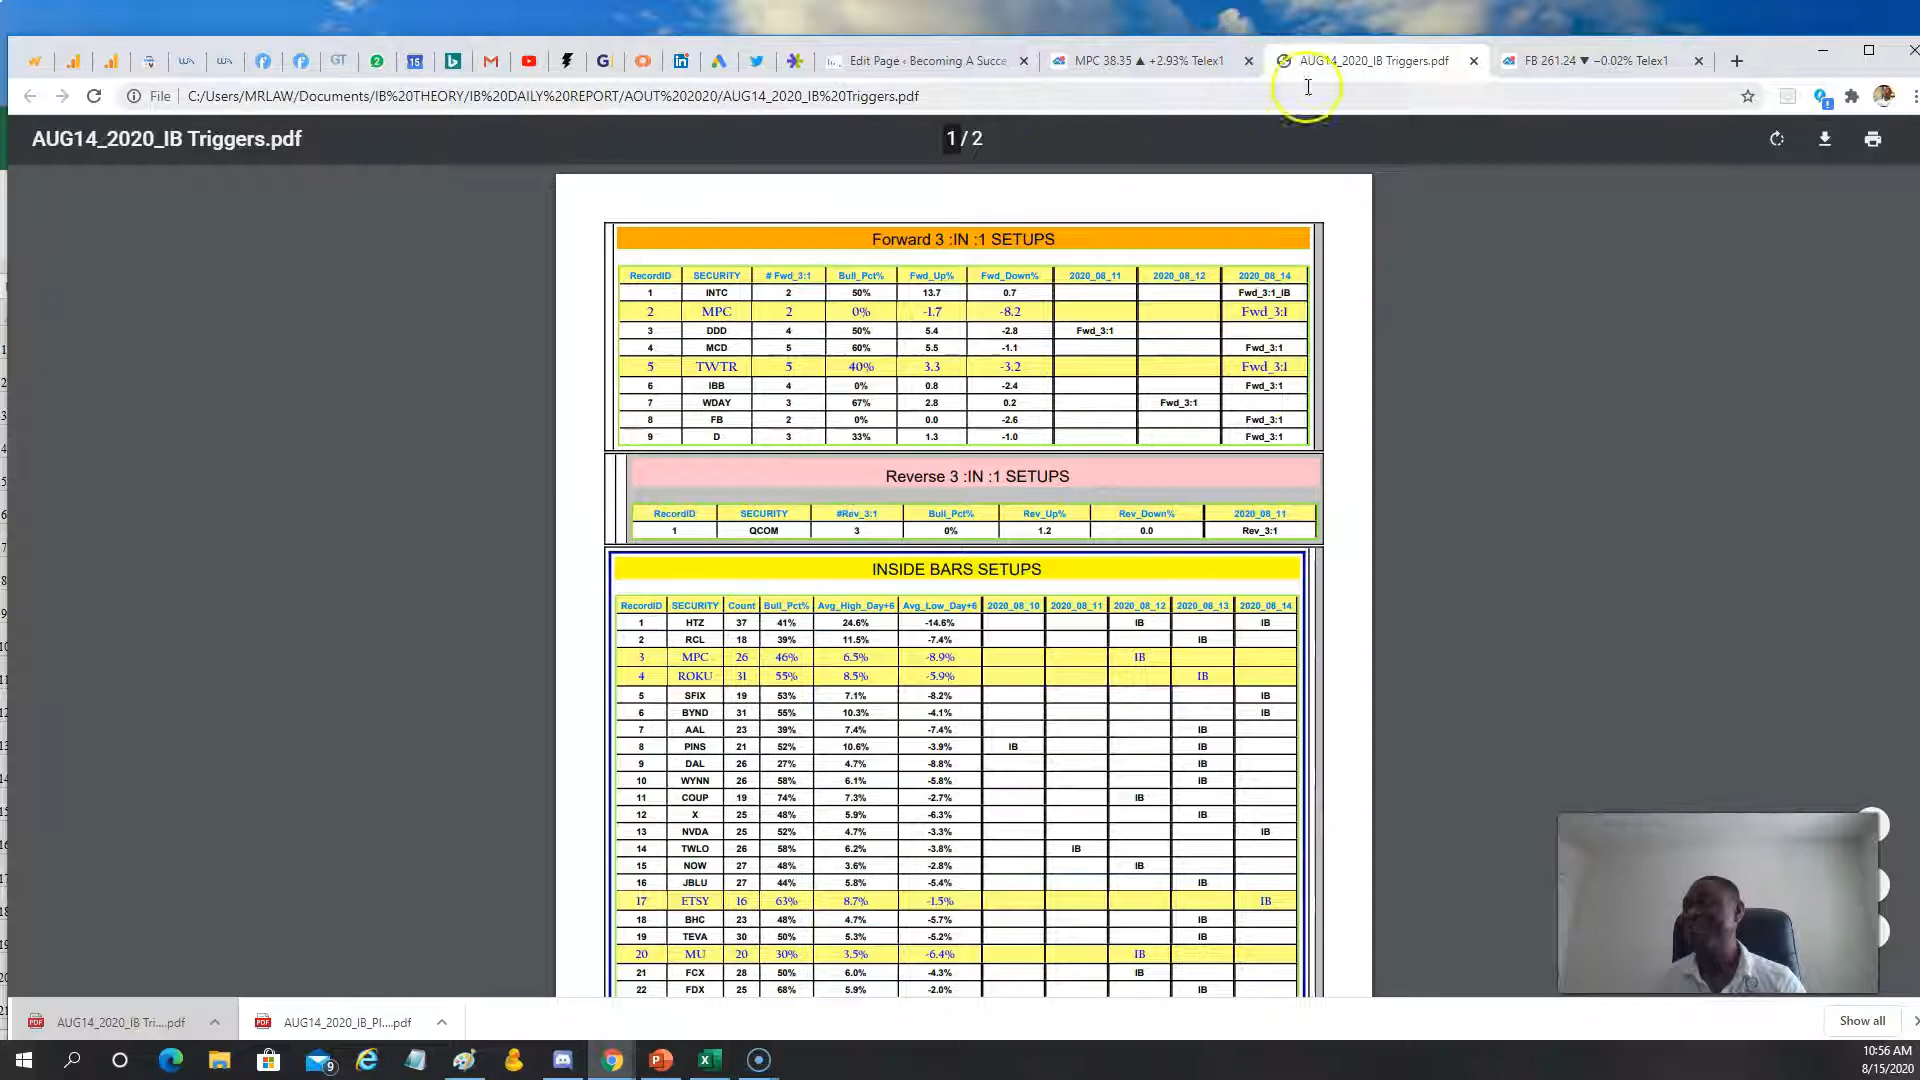 Edit Page ‹ Becoming A Succe
MPC 38.35 ▲ +2.93% Telex1
AUG14_2020_IB Triggers.pdf
FB 261.24 ▼ −0.02% Telex1
File C:/Users/MRLAW/Documents/IB%20THEORY/IB%20DAILY%20REPORT/AOUT%202020/AUG14_2020_IB%20Triggers.pdf
AUG14_2020_IB Triggers.pdf 1 / 2
Forward 3 :IN :1 SETUPS
RecordID SECURITY # Fwd_3:1 Bull_Pct% Fwd_Up% Fwd_Down% 2020_08_11 2020_08_12 2020_08_14
1 INTC 2 50% 13.7 0.7 Fwd_3:1_IB
2 MPC 2 0% -1.7 -8.2 Fwd_3:1
3 DDD 4 50% 5.4 -2.8 Fwd_3:1
4 MCD 5 60% 5.5 -1.1 Fwd_3:1
5 TWTR 5 40% 3.3 -3.2 Fwd_3:1
6 IBB 4 0% 0.8 -2.4 Fwd_3:1
7 WDAY 3 67% 2.8 0.2 Fwd_3:1
8 FB 2 0% 0.0 -2.6 Fwd_3:1
9 D 3 33% 1.3 -1.0 Fwd_3:1
Reverse 3 :IN :1 SETUPS
RecordID SECURITY #Rev_3:1 Bull_Pct% Rev_Up% Rev_Down% 2020_08_11
1 QCOM 3 0% 1.2 0.0 Rev_3:1
INSIDE BARS SETUPS
RecordID SECURITY Count Bull_Pct% Avg_High_Day+6 Avg_Low_Day+6 2020_08_10 2020_08_11 2020_08_12 2020_08_13 2020_08_14
1 HTZ 37 41% 24.6% -14.6% IB IB
2 RCL 18 39% 11.5% -7.4% IB
3 MPC 26 46% 6.5% -8.9% IB
4 ROKU 31 55% 8.5% -5.9% IB
5 SFIX 19 53% 7.1% -8.2% IB
6 BYND 31 55% 10.3% -4.1% IB
7 AAL 23 39% 7.4% -7.4% IB
8 PINS 21 52% 10.6% -3.9% IB IB
9 DAL 26 27% 4.7% -8.8% IB
10 WYNN 26 58% 6.1% -5.8% IB
11 COUP 19 74% 7.3% -2.7% IB
12 X 25 48% 5.9% -6.3% IB
13 NVDA 25 52% 4.7% -3.3% IB
14 TWLO 26 58% 6.2% -3.8% IB
15 NOW 27 48% 3.6% -2.8% IB
16 JBLU 27 44% 5.8% -5.4% IB
17 ETSY 16 63% 8.7% -1.5% IB
18 BHC 23 48% 4.7% -5.7% IB
19 TEVA 30 50% 5.3% -5.2% IB
20 MU 20 30% 3.5% -6.4% IB
21 FCX 28 50% 6.0% -4.3% IB
22 FDX 25 68% 5.9% -2.0% IB
AUG14_2020_IB Tri....pdf
AUG14_2020_IB_Pl....pdf
Show all
10:56 AM
8/15/2020